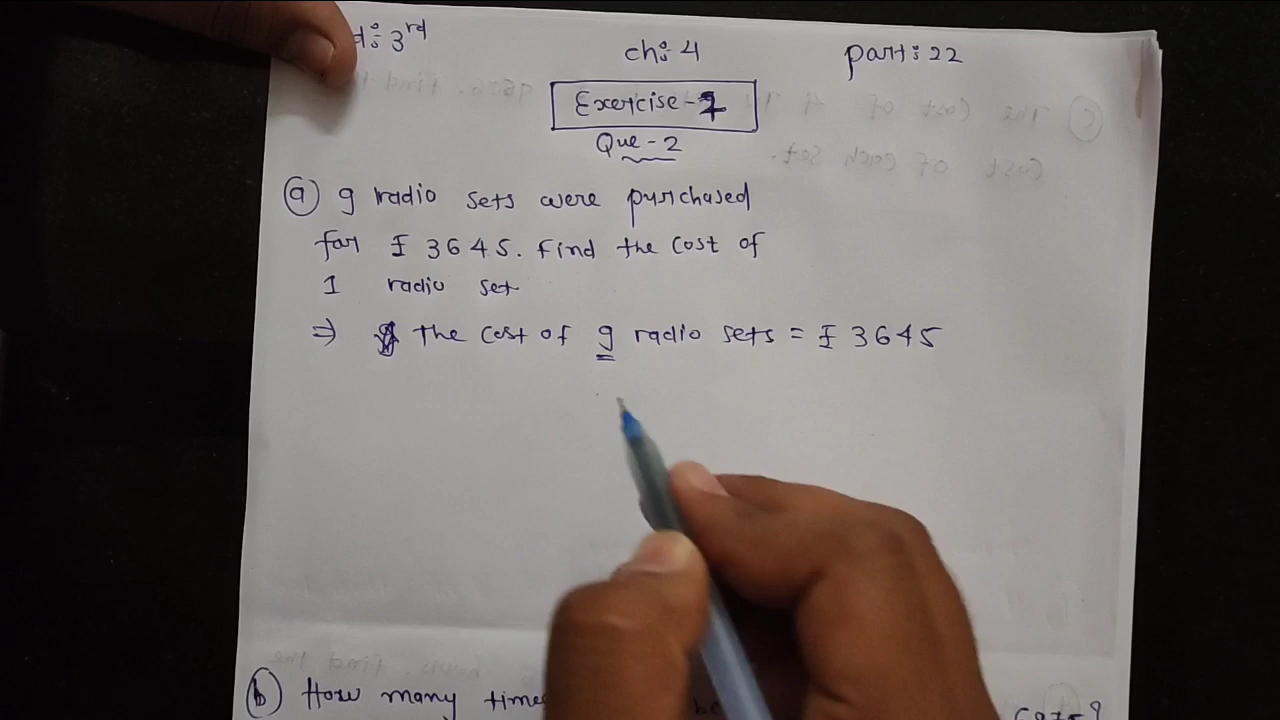 d: 3rd
ch: 4
part: 22
Exercise-7
Que-2
(a) 9 radio sets were purchased
for ₹ 3645. Find the cost of
1 radio set
⇒ The cost of 9 radio sets = ₹ 3645
(b) How many times be